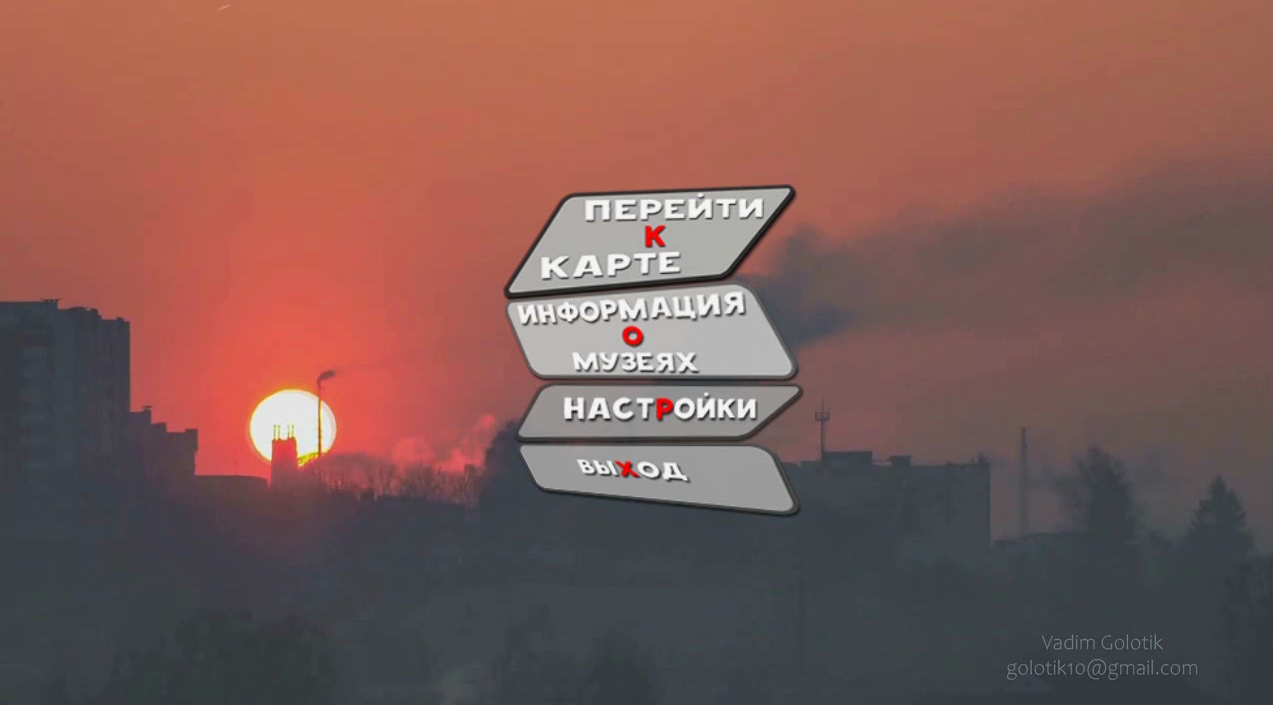 ПЕРЕЙТИ
К
КАРТЕ
ИНФОРМАЦИЯ
О
МУЗЕЯХ
НАСТРОЙКИ
ВЫХОД
Vadim Golotik
golotik10@gmail.com